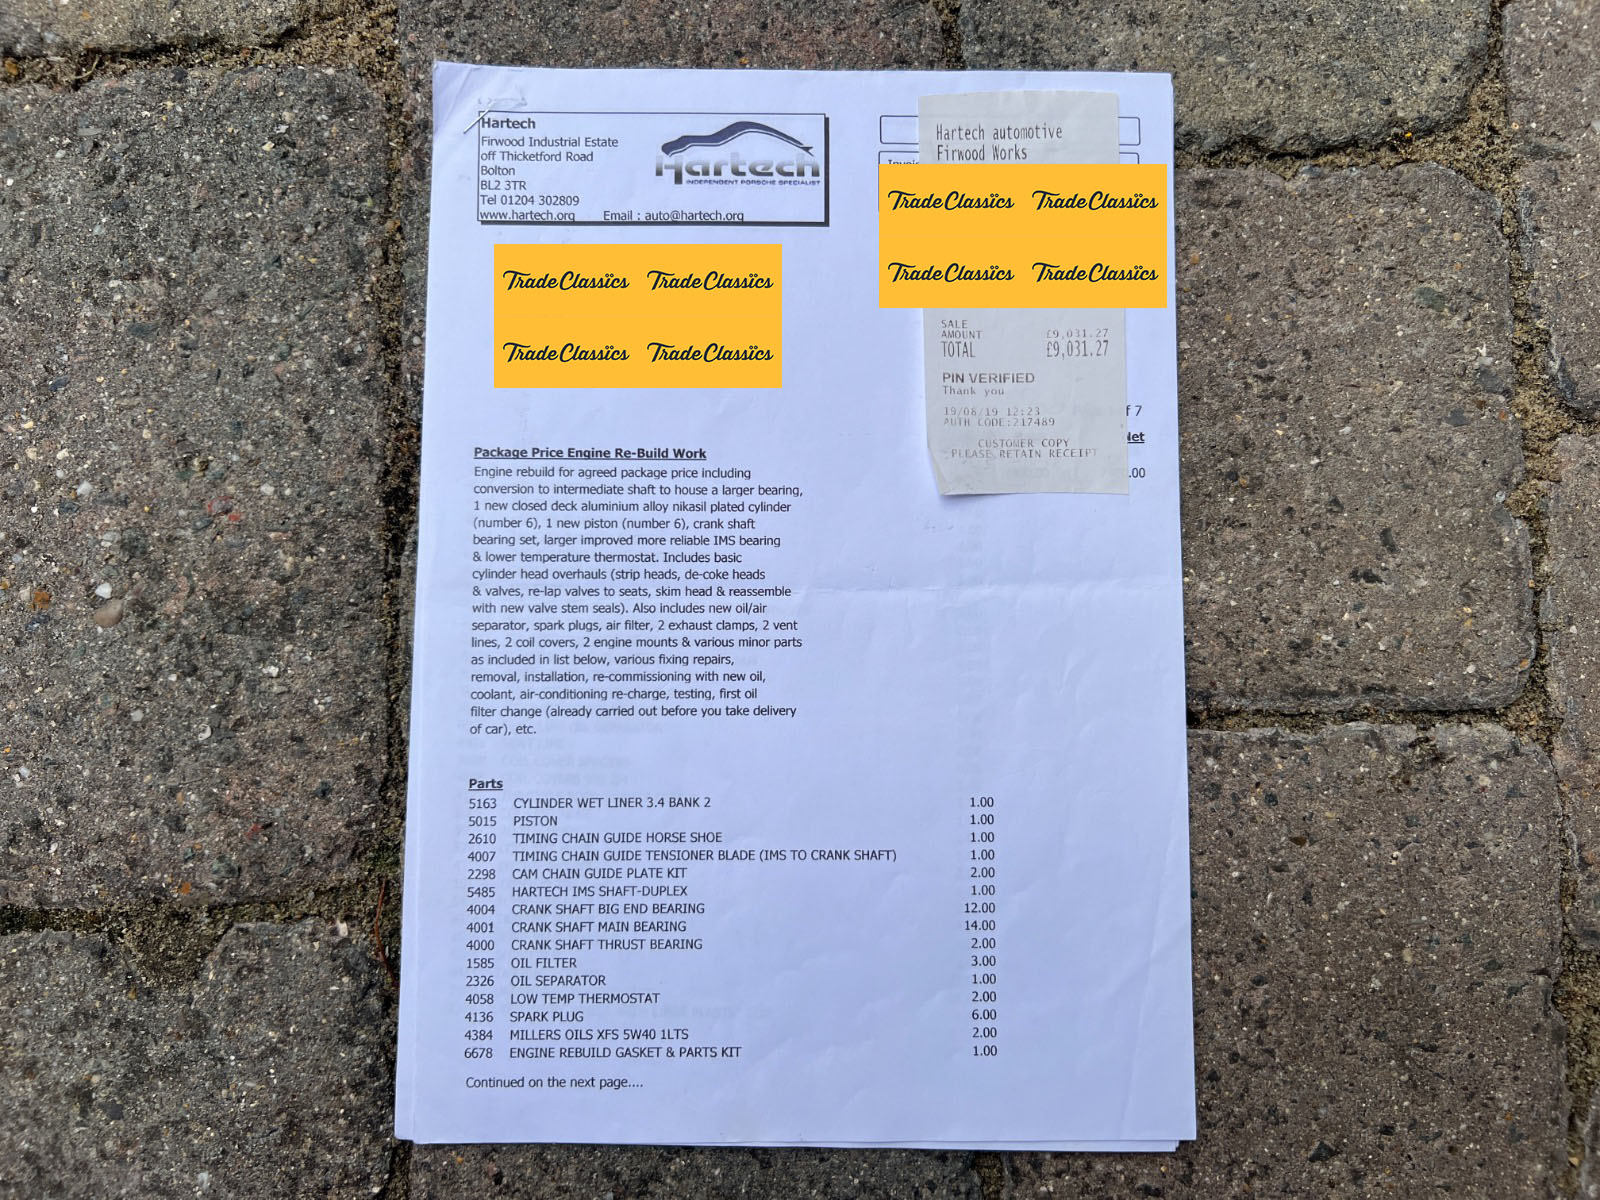 Hartech
Firwood Industrial Estate
off Thicketford Road
Bolton
BL2 3TR
Tel 01204 302809
www.hartech.org Email : auto@hartech.org
Hartech
INDEPENDENT PORSCHE SPECIALIST
Hartech automotive
Firwood Works
TradeClassics TradeClassics
TradeClassics TradeClassics
TradeClassics TradeClassics
TradeClassics TradeClassics
SALE
AMOUNT £9,031.27
TOTAL £9,031.27
PIN VERIFIED
Thank you
19/08/19 12:23
AUTH CODE:217489
CUSTOMER COPY
PLEASE RETAIN RECEIPT
f 7
.00
Package Price Engine Re-Build Work
Engine rebuild for agreed package price including
conversion to intermediate shaft to house a larger bearing,
1 new closed deck aluminium alloy nikasil plated cylinder
(number 6), 1 new piston (number 6), crank shaft
bearing set, larger improved more reliable IMS bearing
& lower temperature thermostat. Includes basic
cylinder head overhauls (strip heads, de-coke heads
& valves, re-lap valves to seats, skim head & reassemble
with new valve stem seals). Also includes new oil/air
separator, spark plugs, air filter, 2 exhaust clamps, 2 vent
lines, 2 coil covers, 2 engine mounts & various minor parts
as included in list below, various fixing repairs,
removal, installation, re-commissioning with new oil,
coolant, air-conditioning re-charge, testing, first oil
filter change (already carried out before you take delivery
of car), etc.
Parts
5163 CYLINDER WET LINER 3.4 BANK 2 1.00
5015 PISTON 1.00
2610 TIMING CHAIN GUIDE HORSE SHOE 1.00
4007 TIMING CHAIN GUIDE TENSIONER BLADE (IMS TO CRANK SHAFT) 1.00
2298 CAM CHAIN GUIDE PLATE KIT 2.00
5485 HARTECH IMS SHAFT-DUPLEX 1.00
4004 CRANK SHAFT BIG END BEARING 12.00
4001 CRANK SHAFT MAIN BEARING 14.00
4000 CRANK SHAFT THRUST BEARING 2.00
1585 OIL FILTER 3.00
2326 OIL SEPARATOR 1.00
4058 LOW TEMP THERMOSTAT 2.00
4136 SPARK PLUG 6.00
4384 MILLERS OILS XFS 5W40 1LTS 2.00
6678 ENGINE REBUILD GASKET & PARTS KIT 1.00
Continued on the next page....